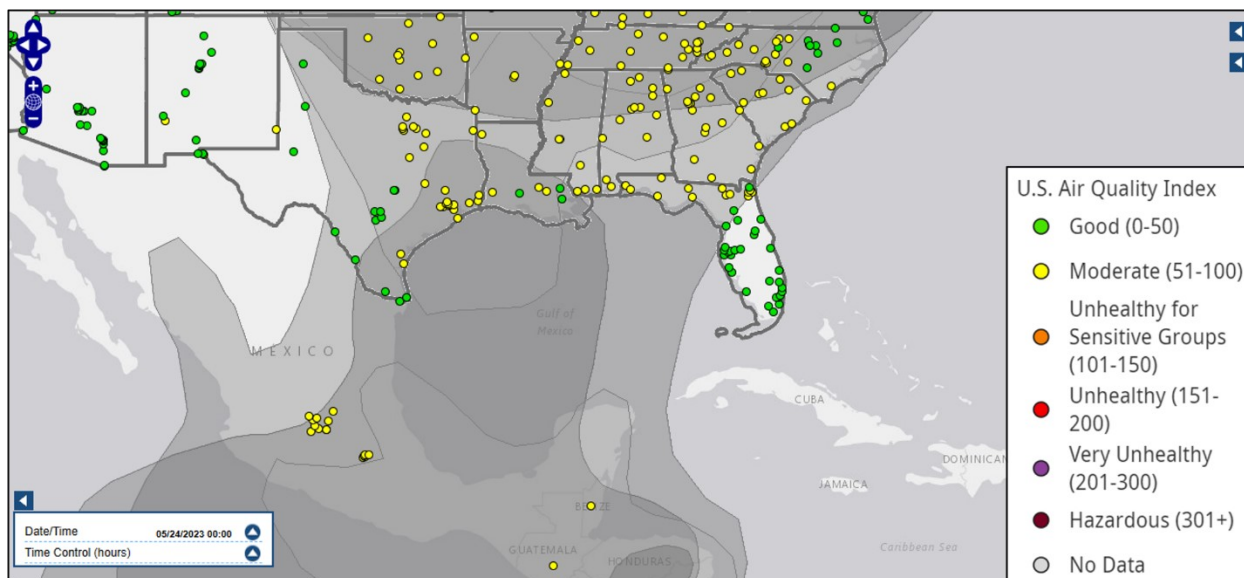 U.S. Air Quality Index
Good (0-50)
Moderate (51-100)
Unhealthy for
Sensitive Groups
(101-150)
Unhealthy (151-
200)
Very Unhealthy
(201-300)
Hazardous (301+)
No Data
Gulf of
Mexico
MÉXICO
CUBA
DOMINICAN
JAMAICA
BELIZE
GUATEMALA
HONDURAS
Caribbean Sea
Date/Time 05/24/2023 00:00
Time Control (hours)